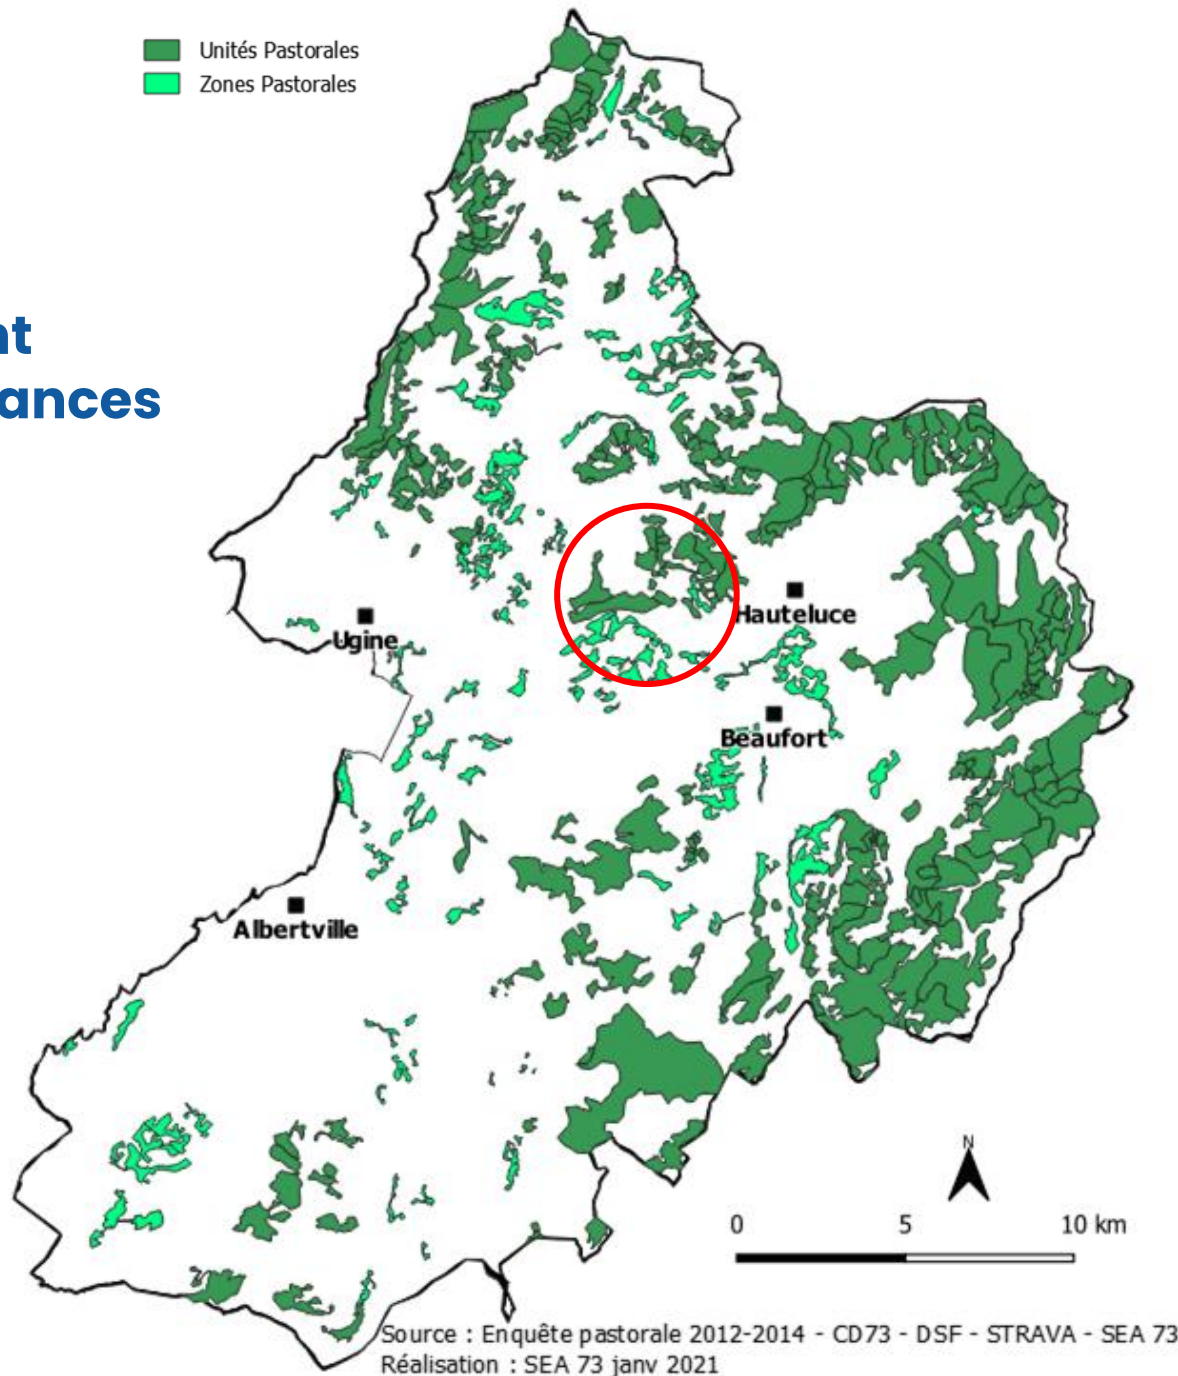 Unités Pastorales
Zones Pastorales
nt
ances
Hauteluce
Ugine
Beaufort
Albertville
N
0 5 10 km
Source : Enquête pastorale 2012-2014 - CD73 - DSF - STRAVA - SEA 73
Réalisation : SEA 73 janv 2021